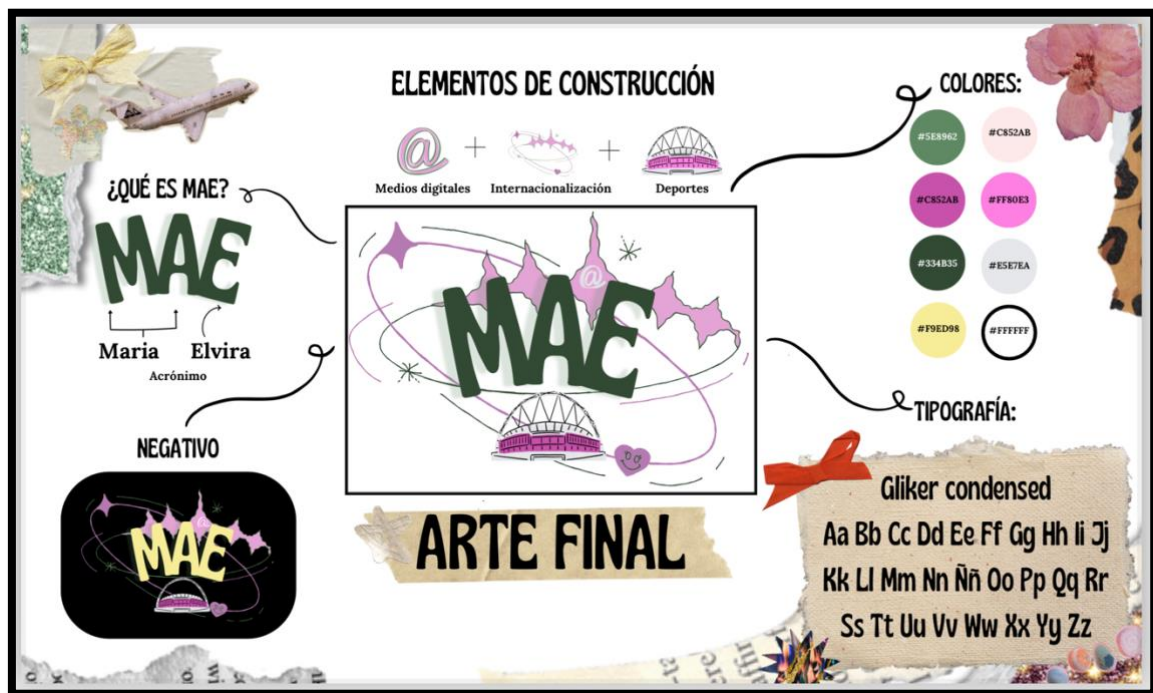 ELEMENTOS DE CONSTRUCCIÓN
@ + + 
Medios digitales Internacionalización Deportes
¿QUÉ ES MAE?
MAE
Maria Elvira
Acrónimo
NEGATIVO
MAE
@
@
MAE
ARTE FINAL
COLORES:
#5E8962 #C852AB
#C852AB #FF80E3
#334B35 #E5E7EA
#F9ED98 #FFFFFF
TIPOGRAFÍA:
Gliker condensed
Aa Bb Cc Dd Ee Ff Gg Hh Ii Jj
Kk Ll Mm Nn Ññ Oo Pp Qq Rr
Ss Tt Uu Vv Ww Xx Yy Zz